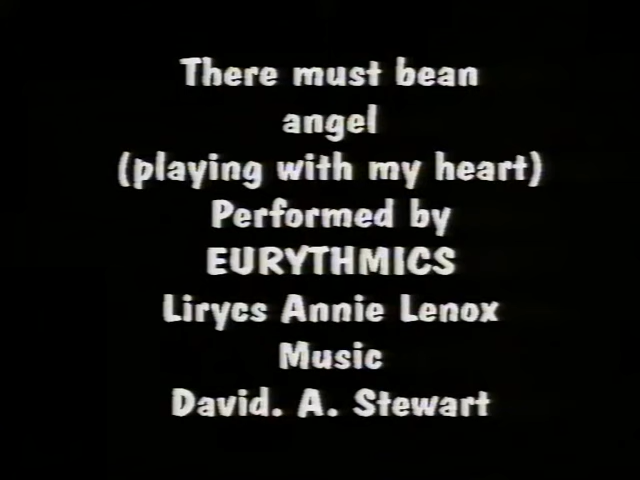 There must bean
angel
(playing with my heart)
Performed by
EURYTHMICS
Lirycs Annie Lenox
Music
David. A. Stewart